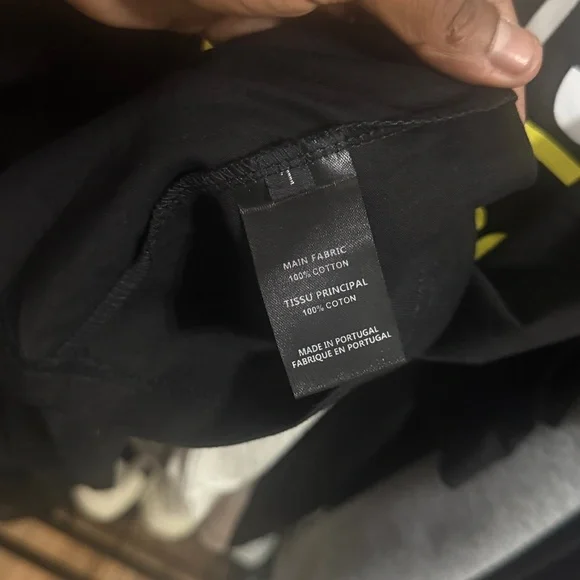 MAIN FABRIC
100% COTTON
TISSU PRINCIPAL
100% COTON
MADE IN PORTUGAL
FABRIQUE EN PORTUGAL